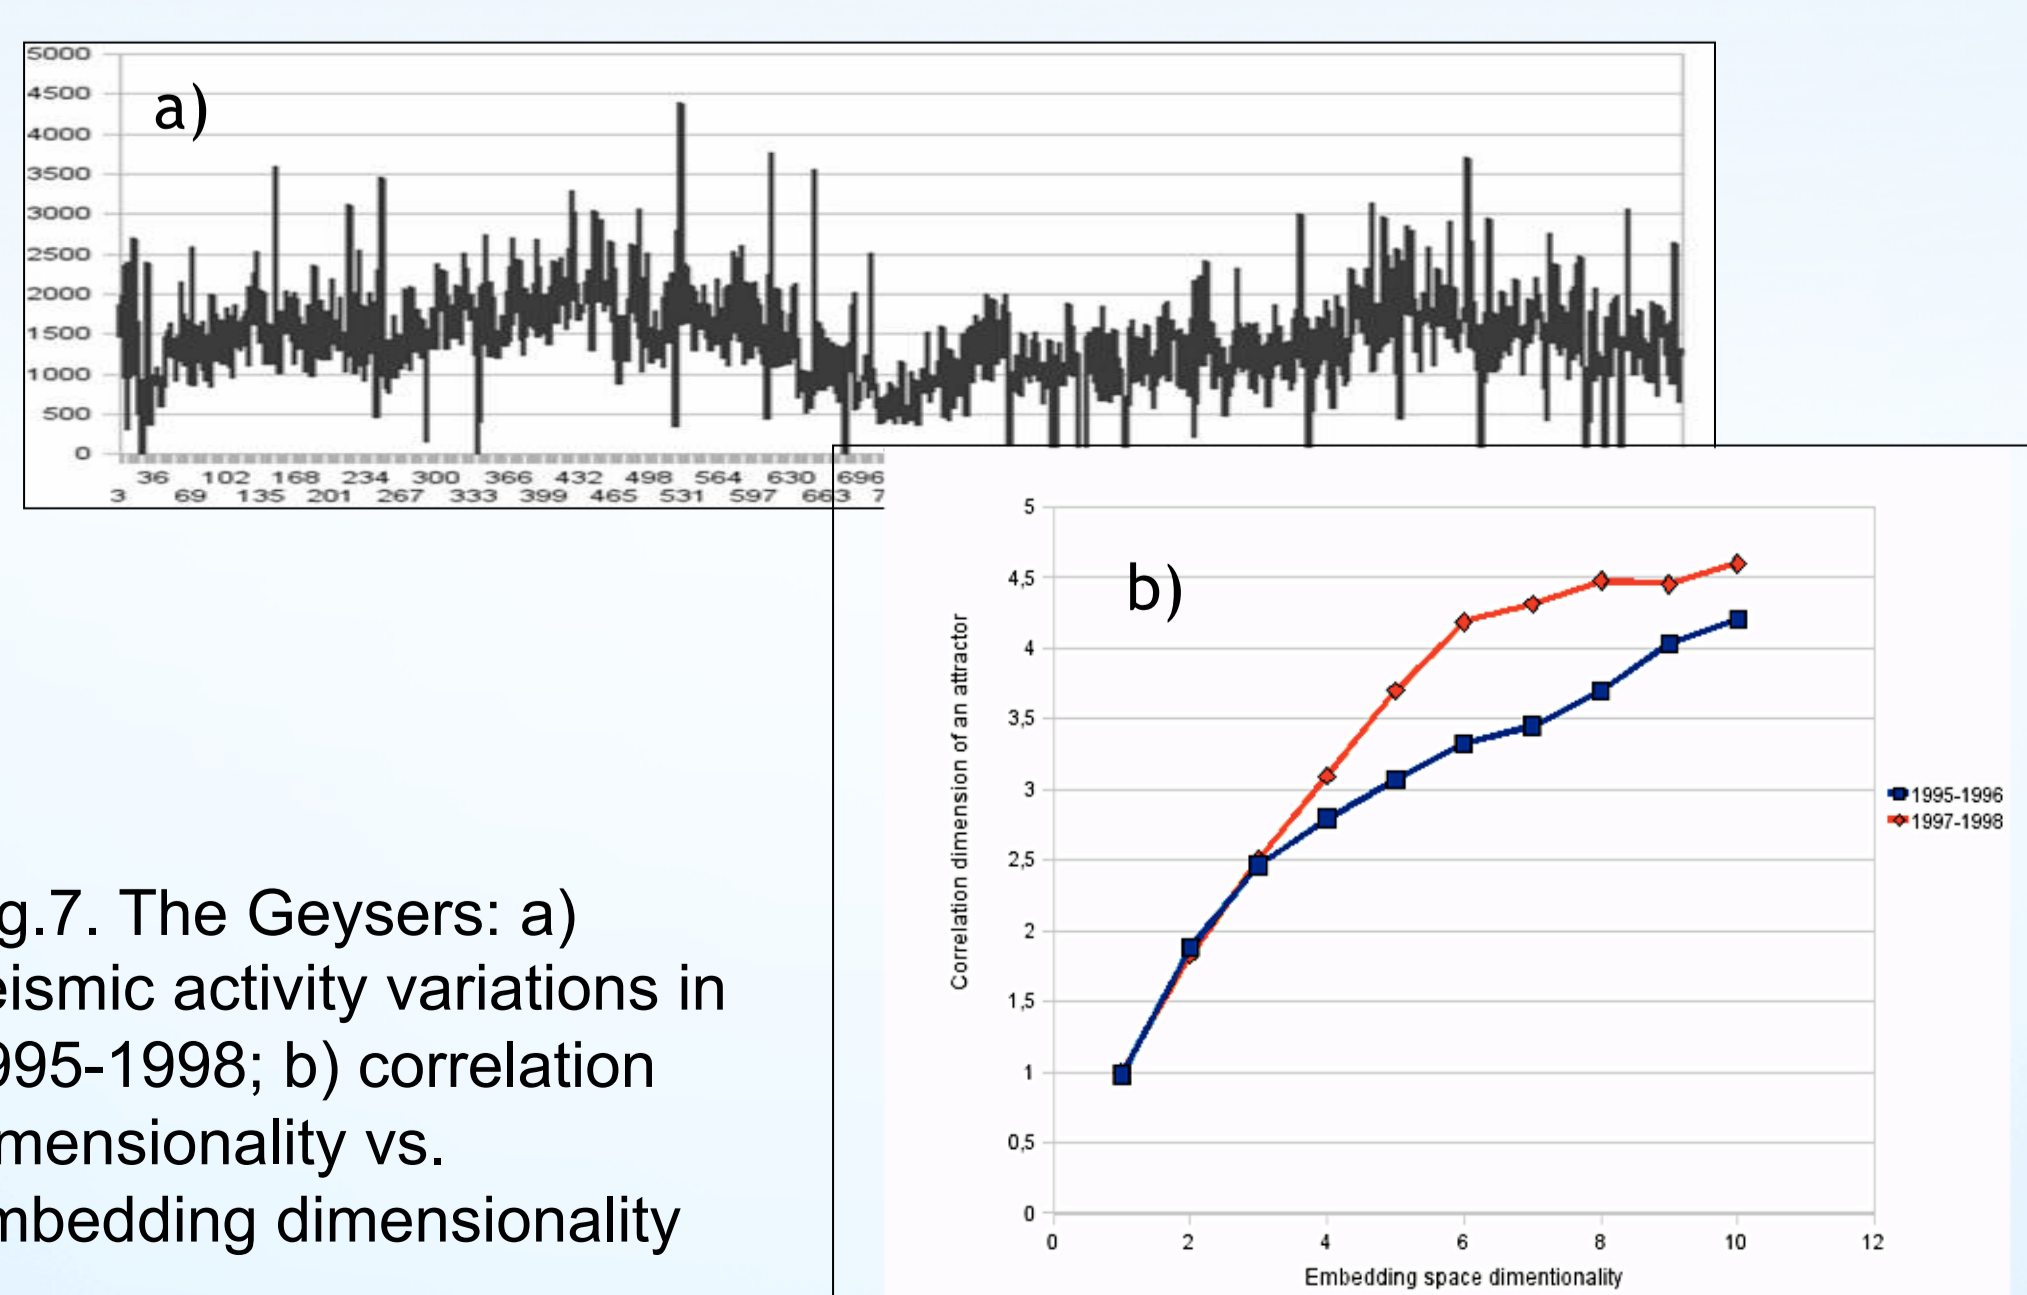 5000
4500
4000
3500
3000
2500
2000
1500
1000
500
0
a)
36 102 168 234 300 366 432 498 564 630 696
3 69 135 201 267 333 399 465 531 597 663 7
b)
5
4,5
4
3,5
3
2,5
2
1,5
1
0,5
0
Correlation dimension of an attractor
0 2 4 6 8 10 12
Embedding space dimentionality
1995-1996
1997-1998
g.7. The Geysers: a)
eismic activity variations in
995-1998; b) correlation
mensionality vs.
mbedding dimensionality